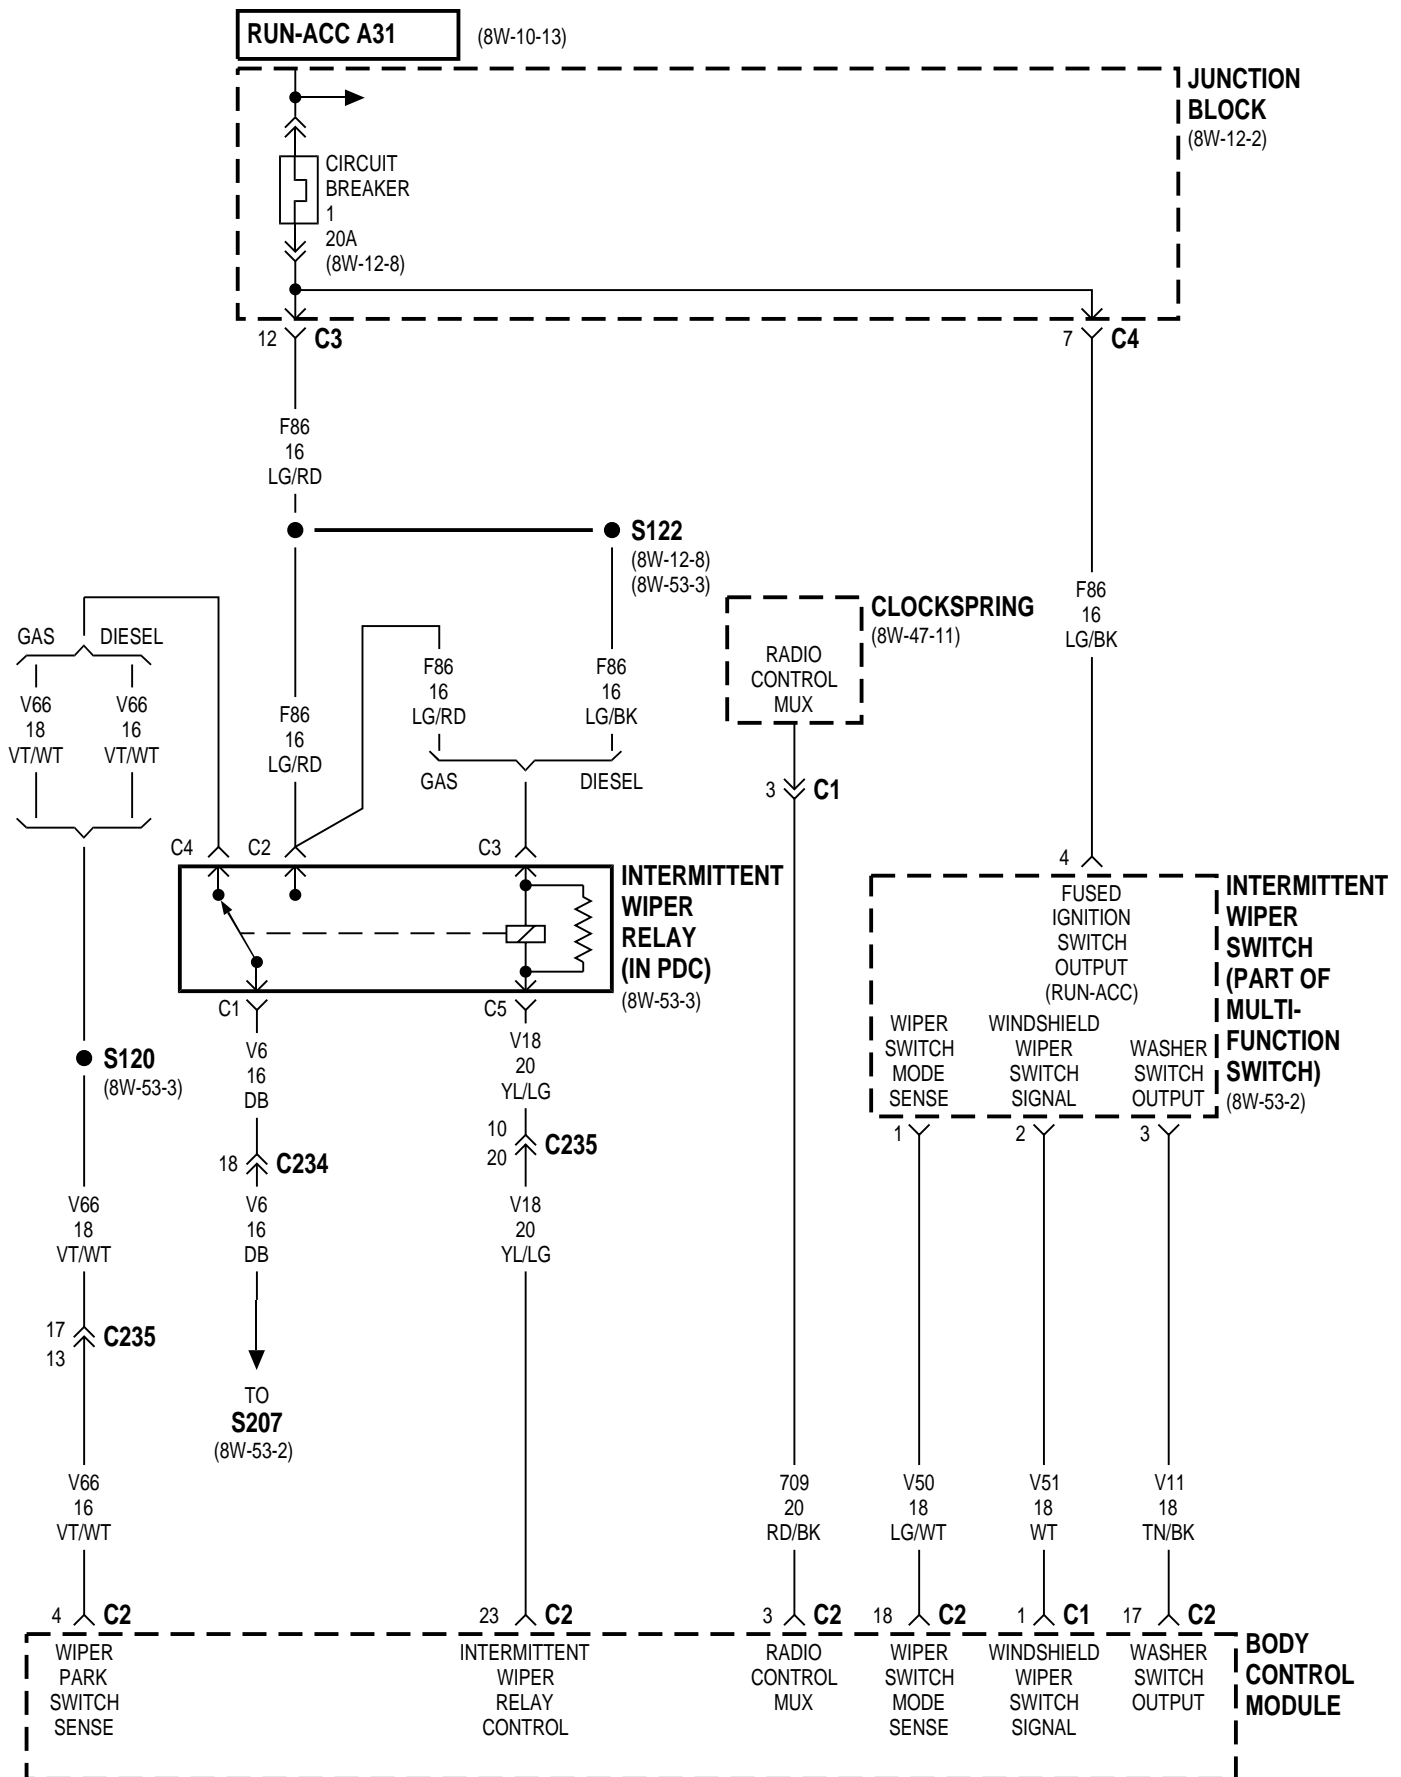 RUN-ACC A31
(8W-10-13)
JUNCTION
BLOCK
(8W-12-2)
CIRCUIT
BREAKER
1
20A
(8W-12-8)
12 C3
7 C4
F86
16
LG/RD
S122
(8W-12-8)
(8W-53-3)
F86
16
LG/BK
CLOCKSPRING
(8W-47-11)
RADIO
CONTROL
MUX
GAS DIESEL
V66
18
VT/WT
V66
16
VT/WT
F86
16
LG/RD
F86
16
LG/RD
F86
16
LG/BK
GAS DIESEL
3 C1
C4 C2 C3
4
INTERMITTENT
WIPER
RELAY
(IN PDC)
(8W-53-3)
FUSED
IGNITION
SWITCH
OUTPUT
(RUN-ACC)
WIPER
SWITCH
MODE
SENSE
WINDSHIELD
WIPER
SWITCH
SIGNAL
WASHER
SWITCH
OUTPUT
INTERMITTENT
WIPER
SWITCH
(PART OF
MULTI-
FUNCTION
SWITCH)
(8W-53-2)
C1 C5
V6
16
DB
V18
20
YL/LG
S120
(8W-53-3)
1 2 3
18 C234
10
20
C235
V66
18
VT/WT
V6
16
DB
V18
20
YL/LG
17
13
C235
TO
S207
(8W-53-2)
V66
16
VT/WT
709
20
RD/BK
V50
18
LG/WT
V51
18
WT
V11
18
TN/BK
4 C2
23 C2
3 C2
18 C2
1 C1
17 C2
WIPER
PARK
SWITCH
SENSE
INTERMITTENT
WIPER
RELAY
CONTROL
RADIO
CONTROL
MUX
WIPER
SWITCH
MODE
SENSE
WINDSHIELD
WIPER
SWITCH
SIGNAL
WASHER
SWITCH
OUTPUT
BODY
CONTROL
MODULE